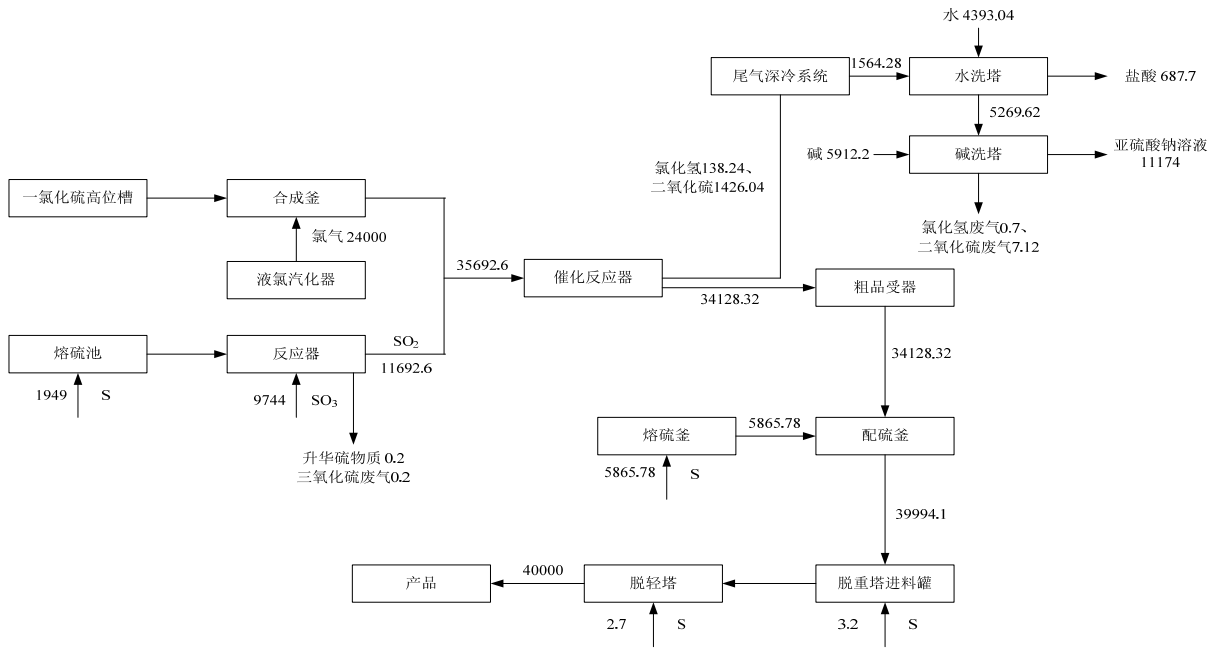 水 4393.04
尾气深冷系统
1564.28
水洗塔
盐酸 687.7
5269.62
碱 5912.2
碱洗塔
亚硫酸钠溶液
11174
氯化氢138.24、
二氧化硫1426.04
一氯化硫高位槽
合成釜
氯气 24000
氯化氢废气0.7、
二氧化硫废气7.12
液氯汽化器
35692.6
催化反应器
34128.32
粗品受器
熔硫池
反应器
SO2
11692.6
34128.32
1949
S
9744
SO3
升华硫物质 0.2
三氧化硫废气0.2
熔硫釜
5865.78
配硫釜
5865.78
S
39994.1
产品
40000
脱轻塔
脱重塔进料罐
2.7
S
3.2
S